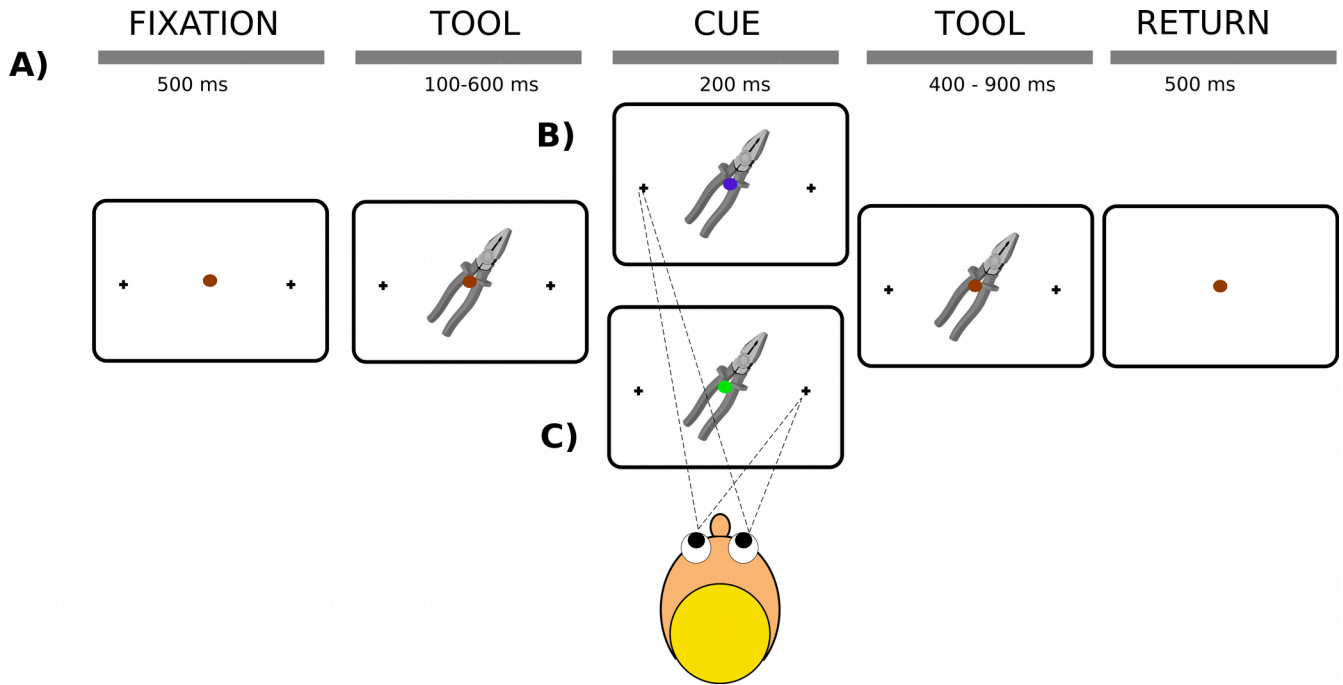 FIXATION TOOL CUE TOOL RETURN
A)
500 ms 100-600 ms 200 ms 400 - 900 ms 500 ms
B)
C)